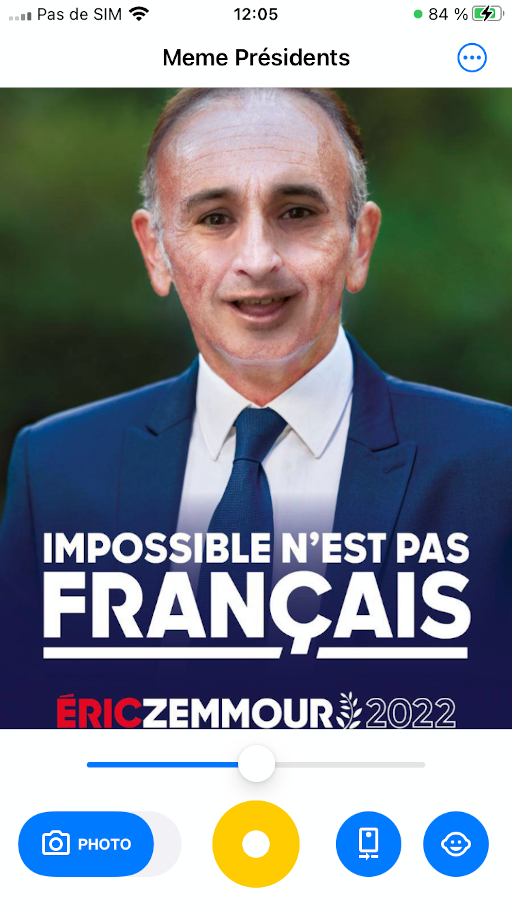 Pas de SIM 12:05 84 %
Meme Présidents
IMPOSSIBLE N'EST PAS
FRANÇAIS
ÉRICZEMMOUR 2022
PHOTO